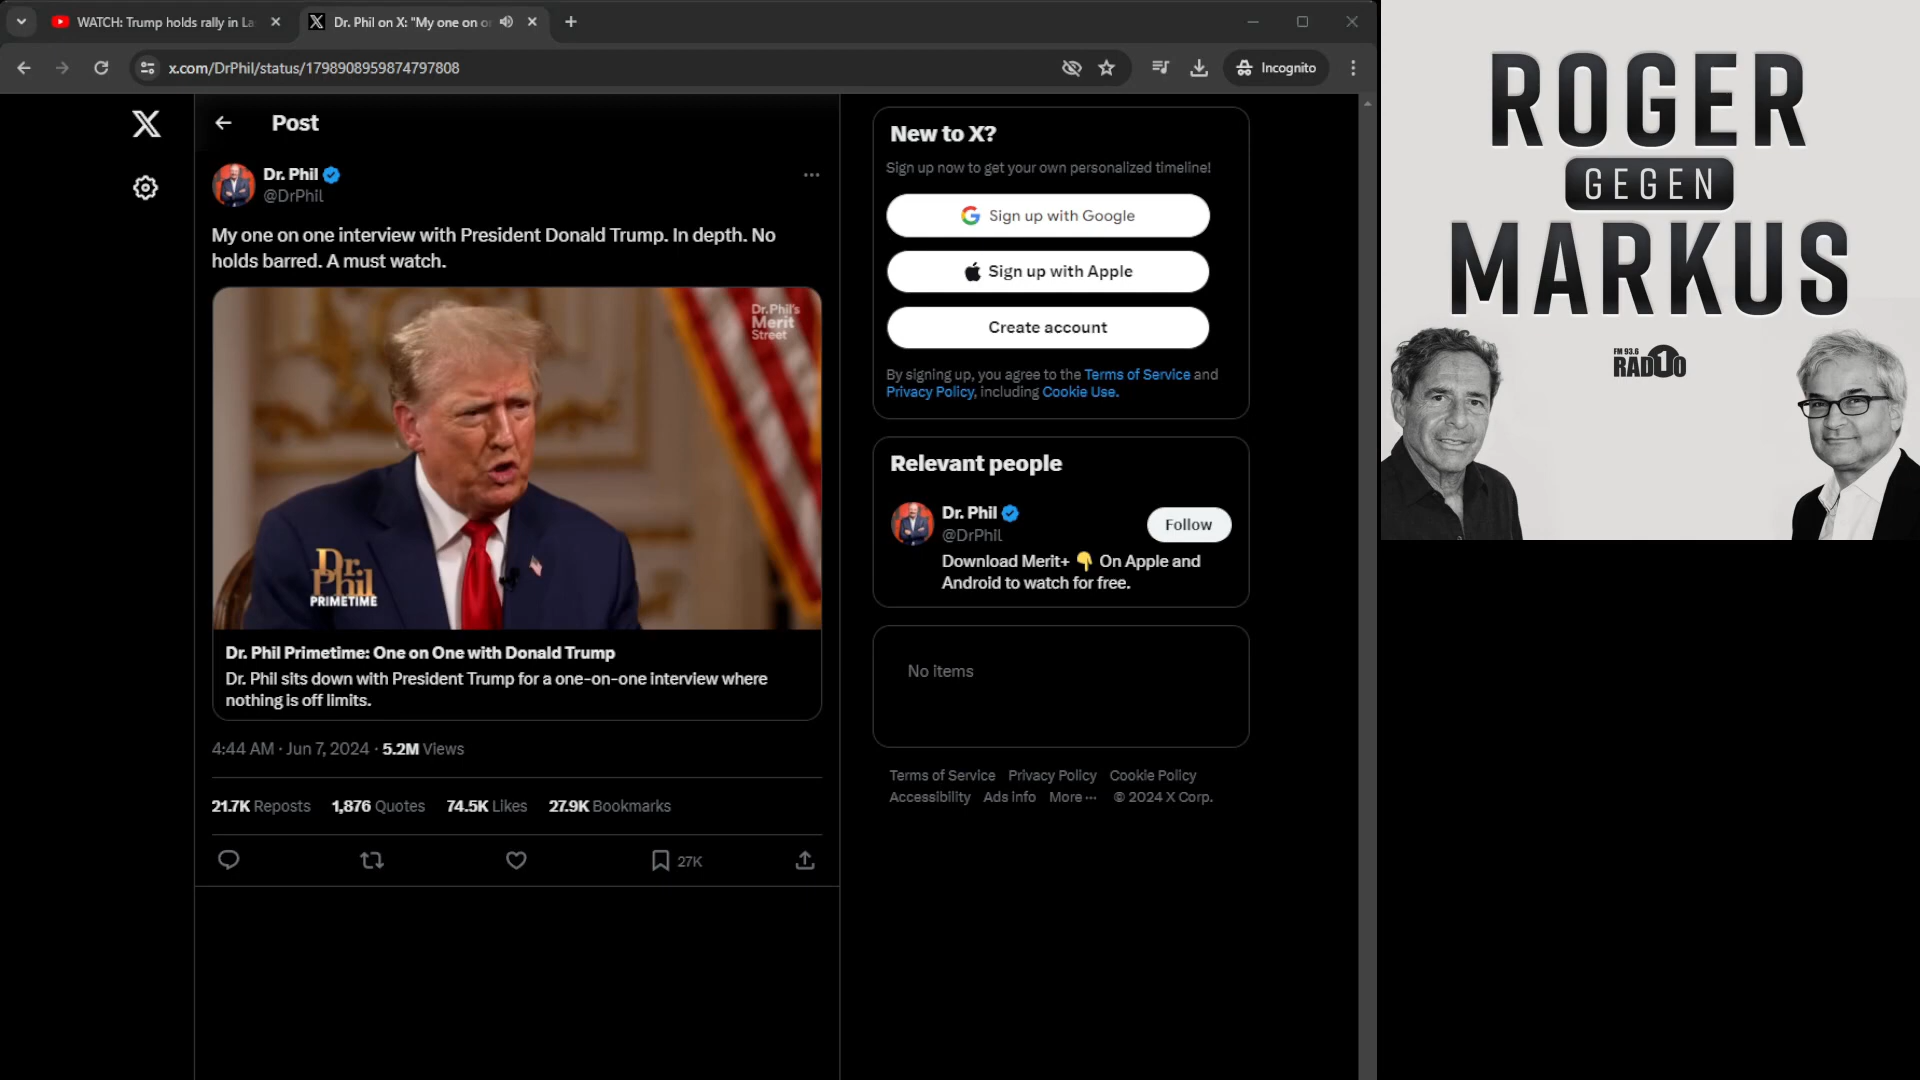 WATCH: Trump holds rally in La
Dr. Phil on X: "My one on o
x.com/DrPhil/status/1798908959874797808
Incognito
Post
Dr. Phil
@DrPhil
My one on one interview with President Donald Trump. In depth. No
holds barred. A must watch.
Dr. Phil's
Merit
Street
Dr.
Phil
PRIMETIME
Dr. Phil Primetime: One on One with Donald Trump
Dr. Phil sits down with President Trump for a one-on-one interview where
nothing is off limits.
4:44 AM · Jun 7, 2024 · 5.2M Views
21.7K Reposts 1,876 Quotes 74.5K Likes 27.9K Bookmarks
27K
New to X?
Sign up now to get your own personalized timeline!
Sign up with Google
Sign up with Apple
Create account
By signing up, you agree to the Terms of Service and
Privacy Policy, including Cookie Use.
Relevant people
Dr. Phil
@DrPhil
Follow
Download Merit+ 👇 On Apple and
Android to watch for free.
No items
Terms of Service Privacy Policy Cookie Policy
Accessibility Ads info More ··· © 2024 X Corp.
ROGER
GEGEN
MARKUS
FM 93.6
RADIO 1